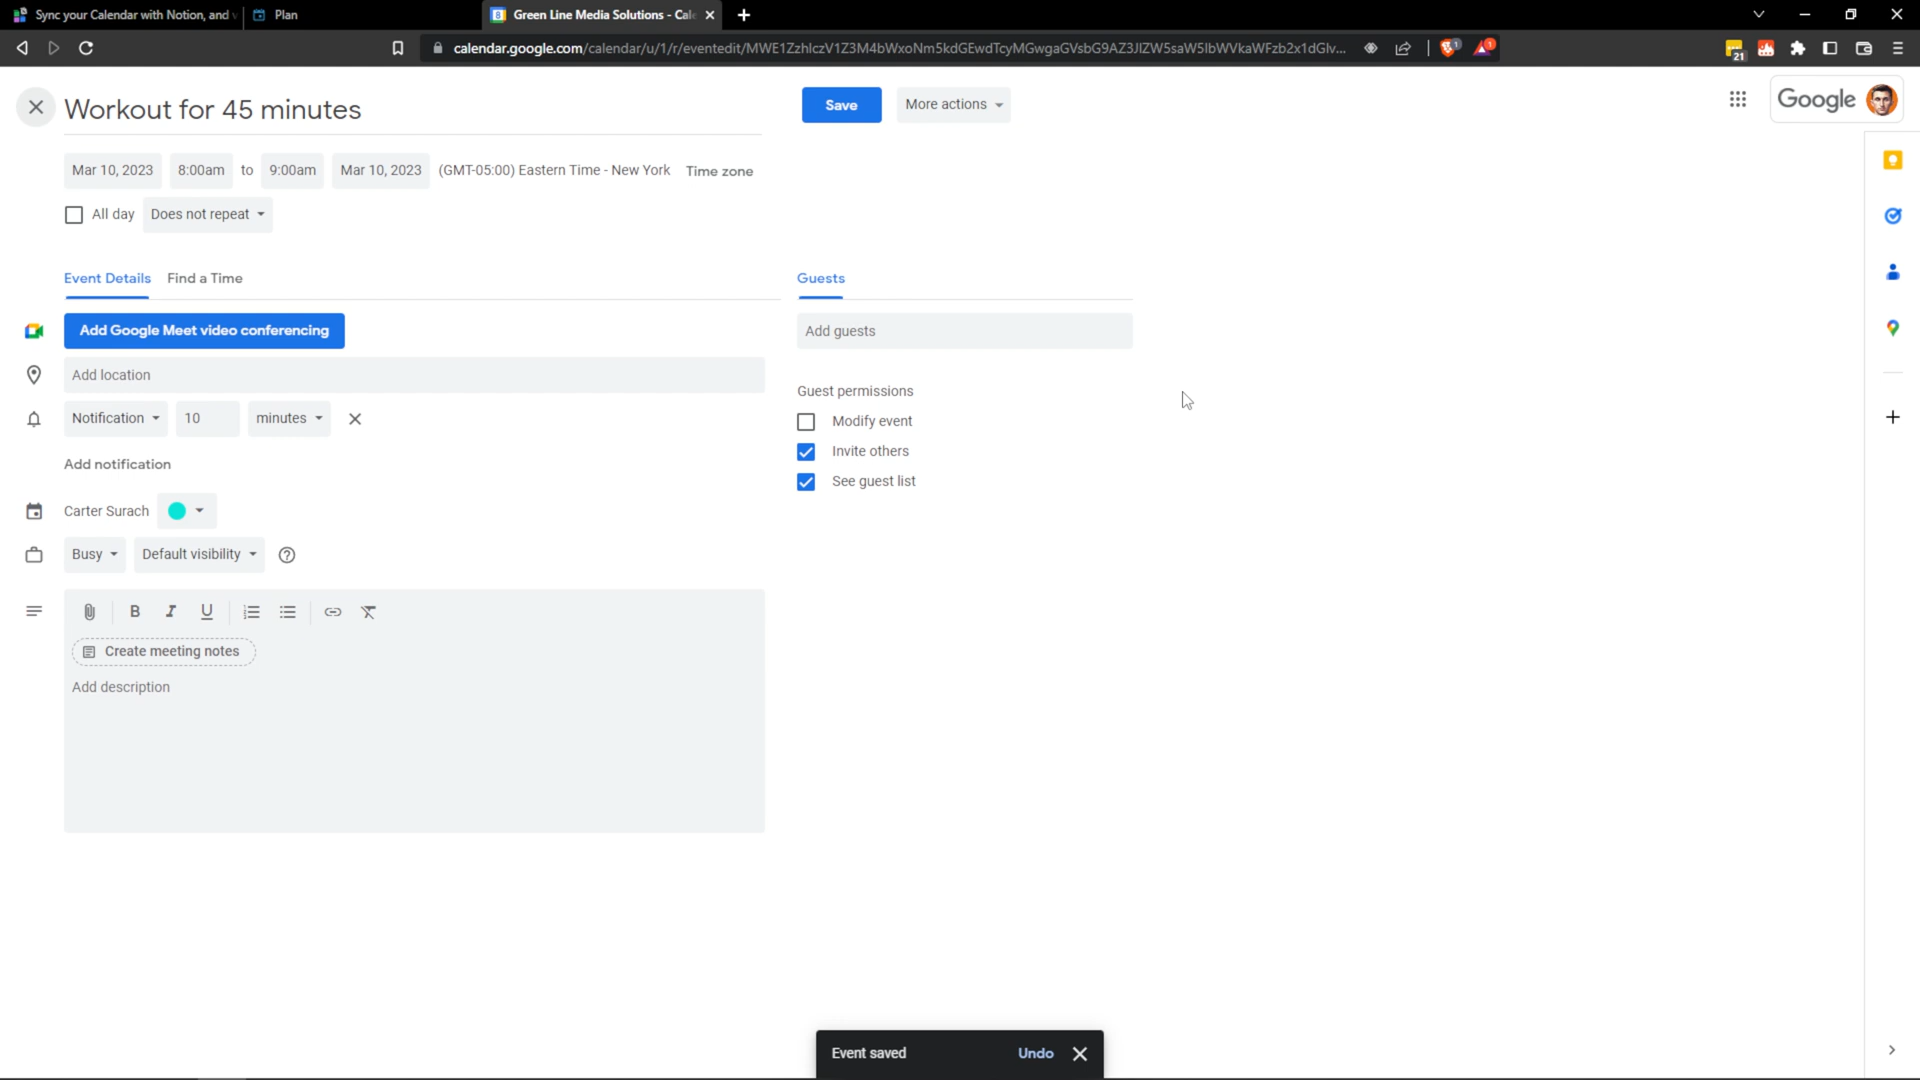 Sync your Calendar with Notion, and
Plan
Green Line Media Solutions - Cal
calendar.google.com/calendar/u/1/r/eventedit/
21
1
1
Workout for 45 minutes
Save
More actions
Google
Mar 10, 2023
8:00am
to
9:00am
Mar 10, 2023
(GMT-05:00) Eastern Time - New York
Time zone
All day
Does not repeat
Event Details
Find a Time
Guests
Add Google Meet video conferencing
Add guests
Add location
Guest permissions
Notification
10
minutes
Modify event
Invite others
Add notification
See guest list
Carter Surach
Busy
Default visibility
B
I
U
Create meeting notes
Add description
Event saved
Undo